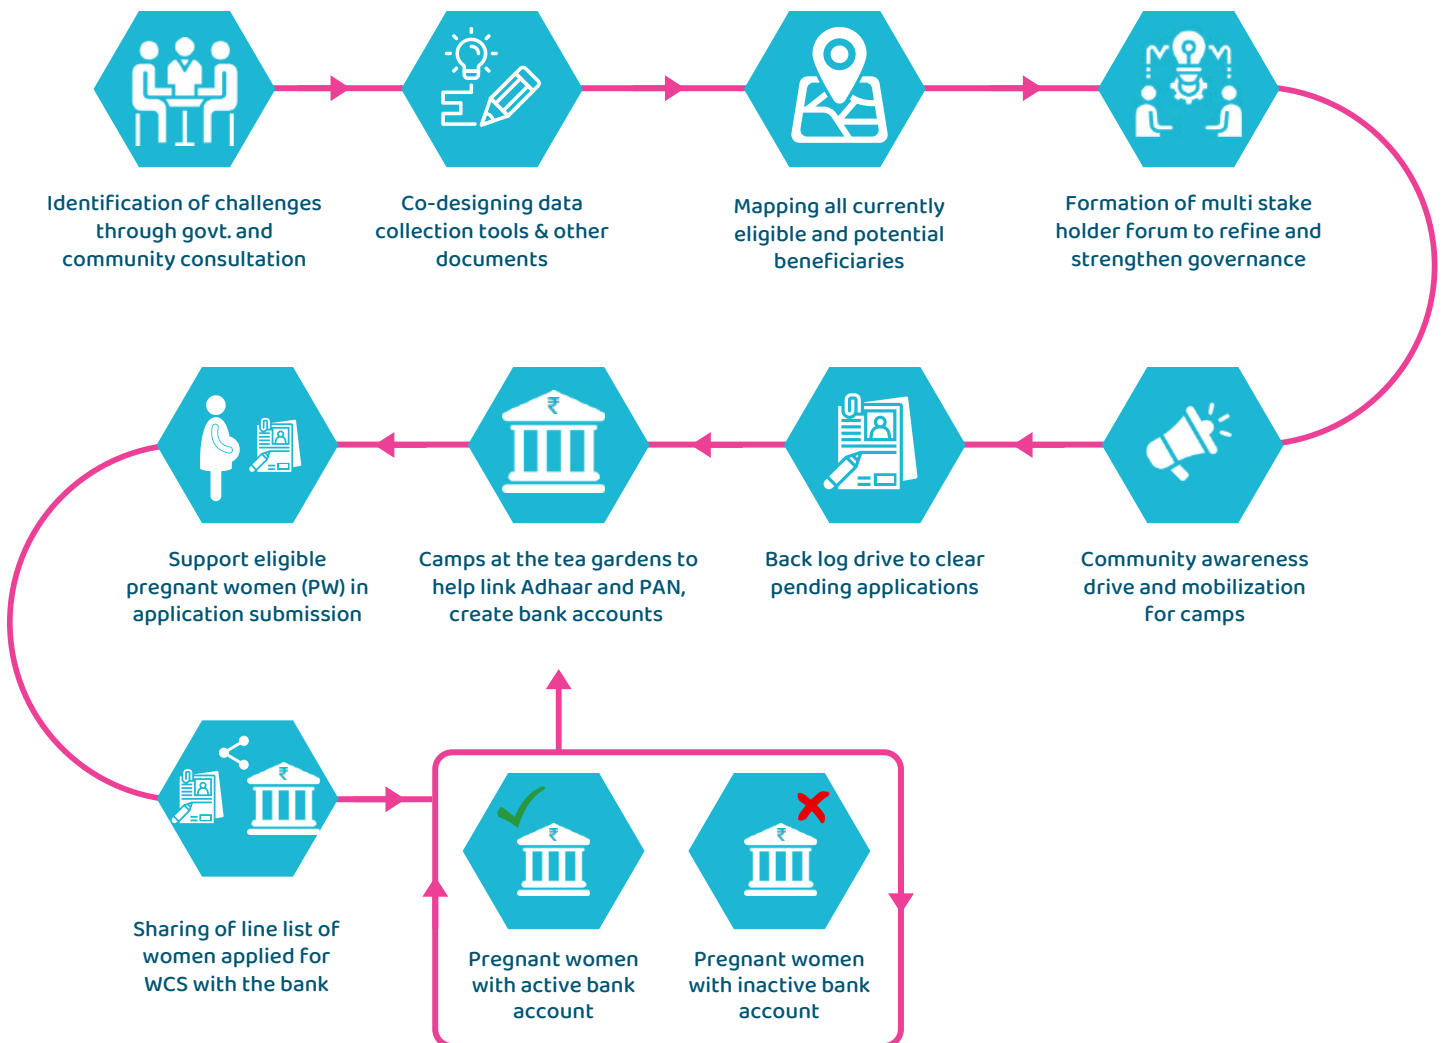 Identification of challenges
through govt. and
community consultation
Co-designing data
collection tools & other
documents
Mapping all currently
eligible and potential
beneficiaries
Formation of multi stake
holder forum to refine and
strengthen governance
₹
Support eligible
pregnant women (PW) in
application submission
Camps at the tea gardens to
help link Adhaar and PAN,
create bank accounts
Back log drive to clear
pending applications
Community awareness
drive and mobilization
for camps
₹
₹
₹
Sharing of line list of
women applied for
WCS with the bank
Pregnant women
with active bank
account
Pregnant women
with inactive bank
account